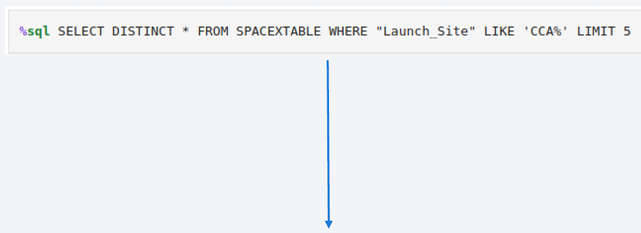 %sql SELECT DISTINCT * FROM SPACEXTABLE WHERE "Launch_Site" LIKE 'CCA%' LIMIT 5